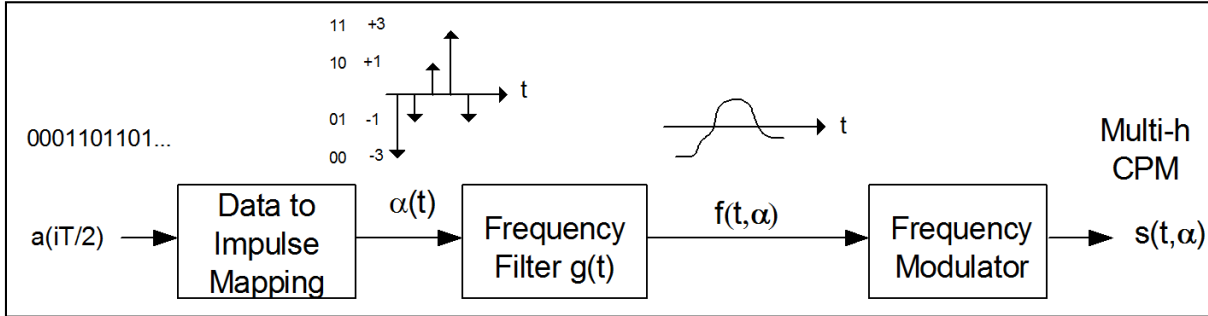 11 +3
10 +1
t
01 -1
00 -3
t
0001101101...
Multi-h
CPM
a(iT/2)
Data to
Impulse
Mapping
α(t)
Frequency
Filter g(t)
f(t,α)
Frequency
Modulator
s(t,α)